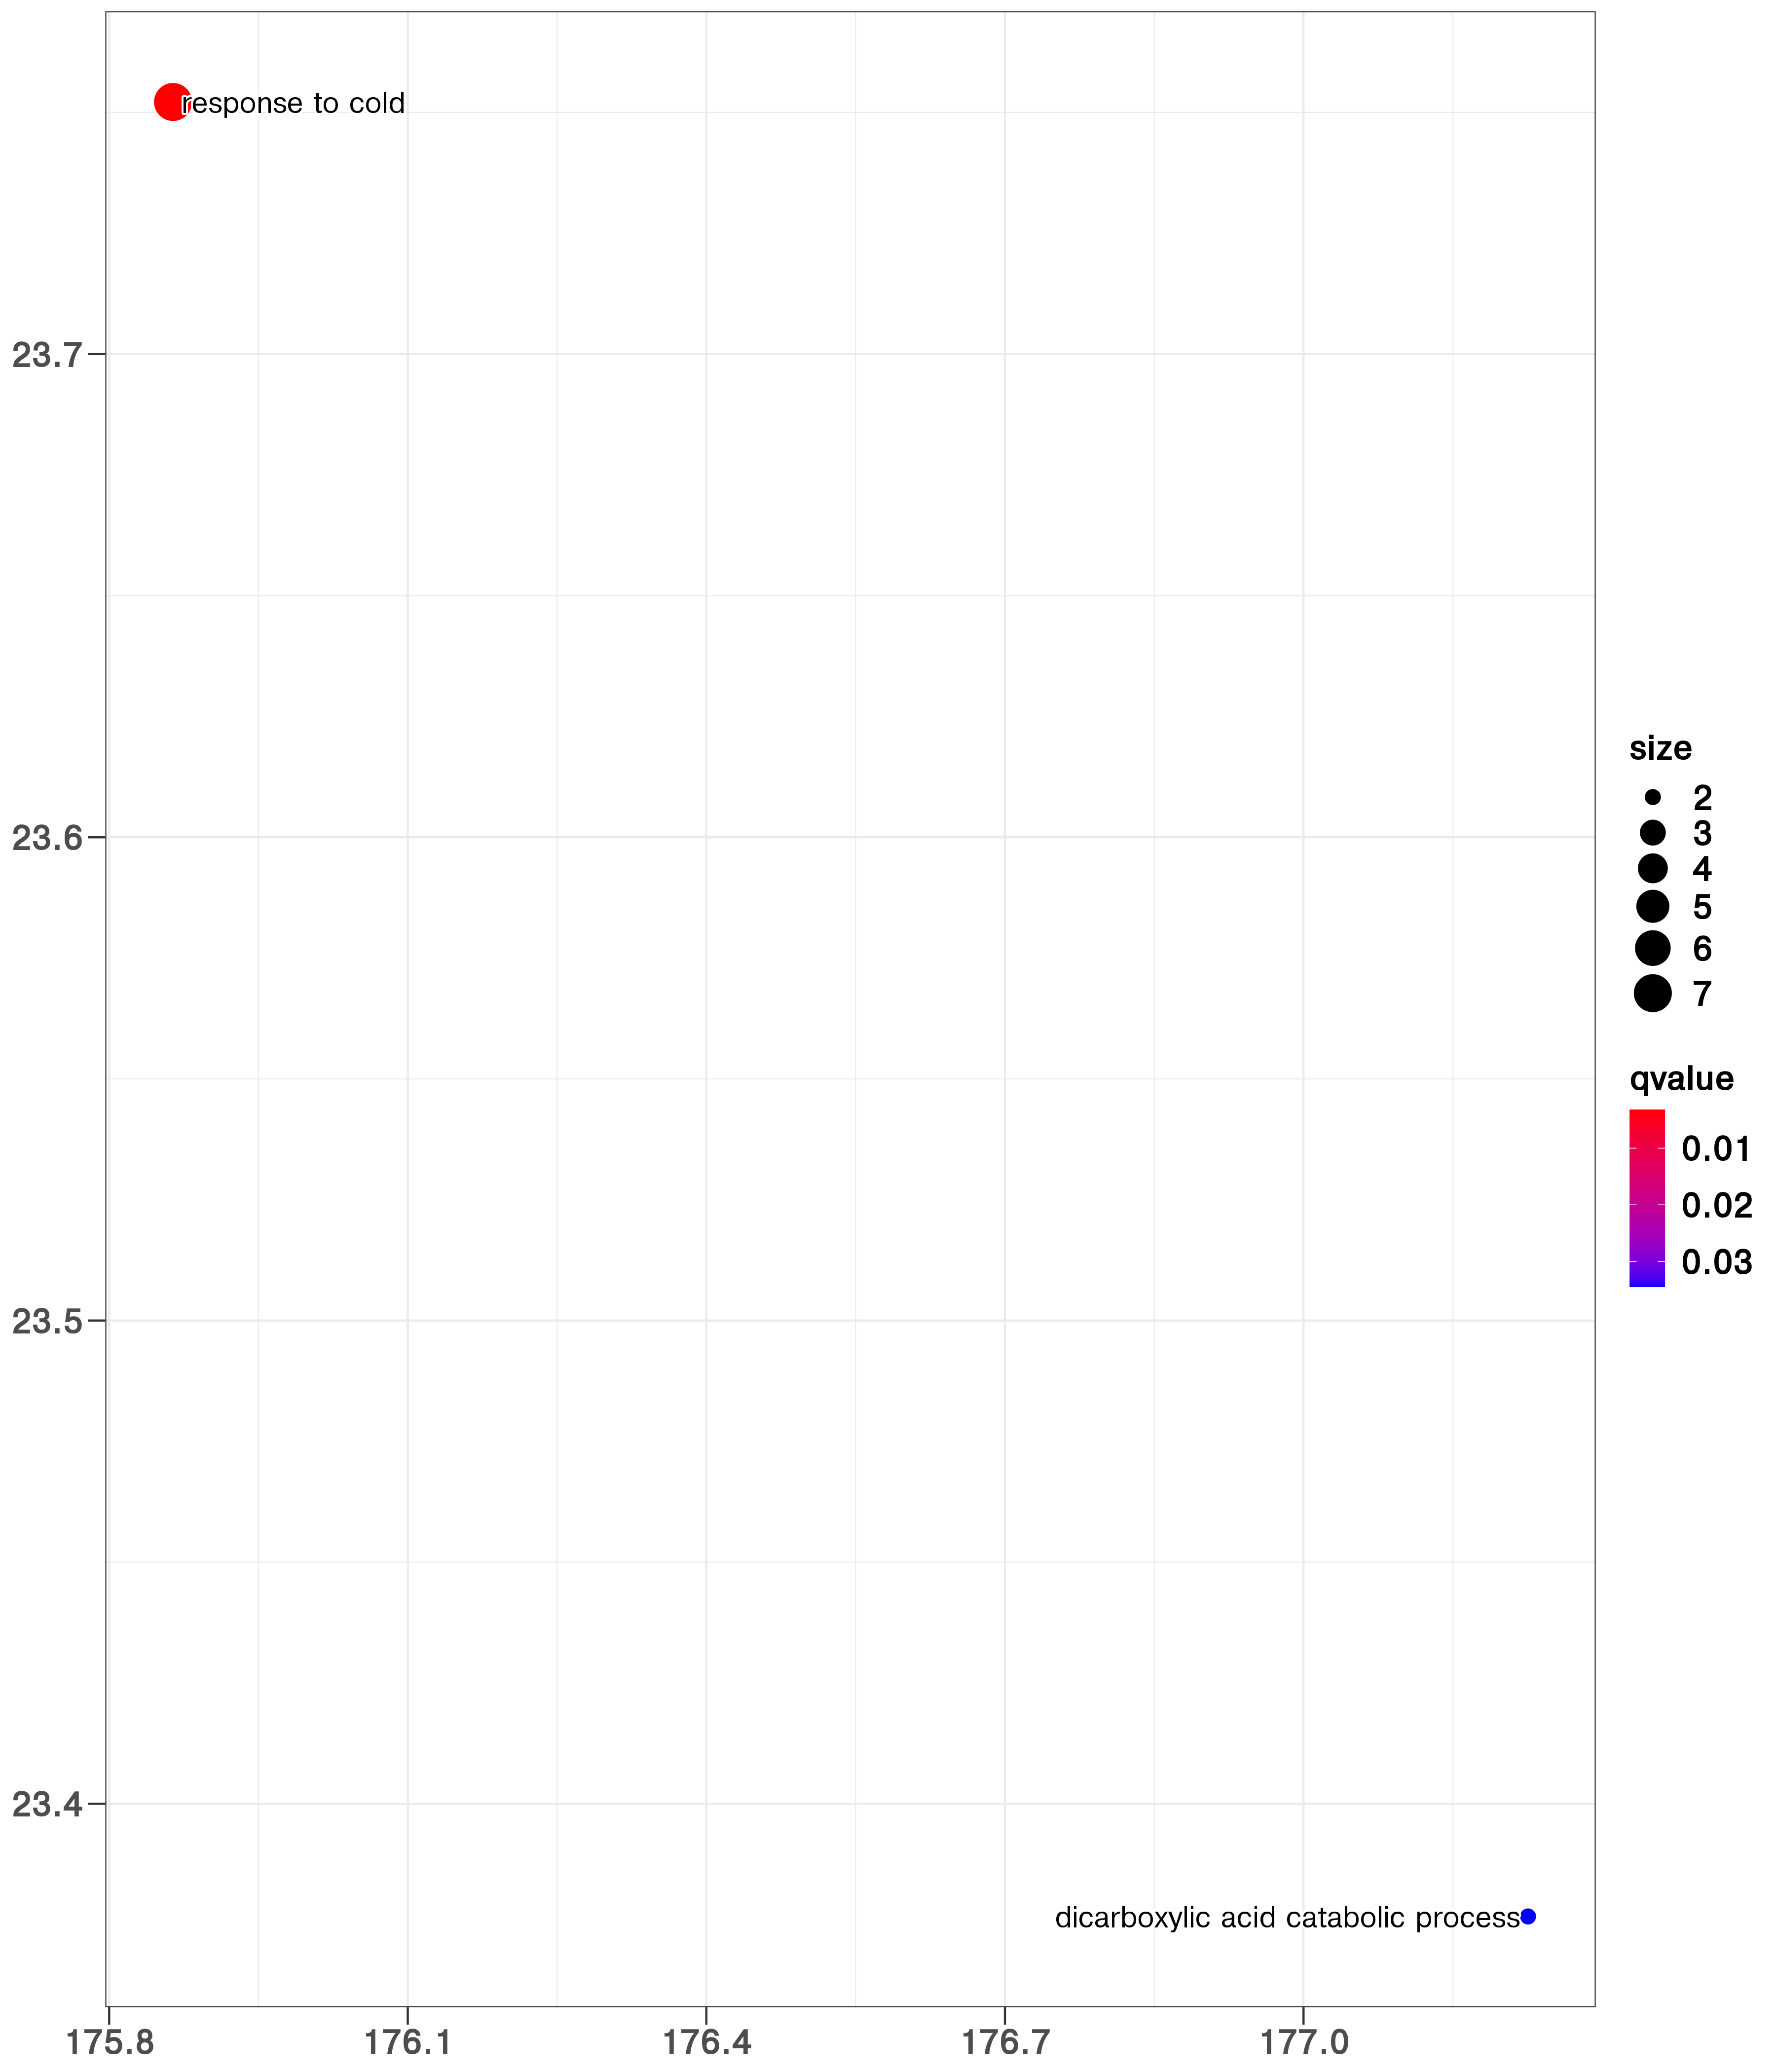 response to cold
23.7
23.6
23.5
23.4
dicarboxylic acid catabolic process
175.8 176.1 176.4 176.7 177.0
size
2
3
4
5
6
7
qvalue
0.01
0.02
0.03